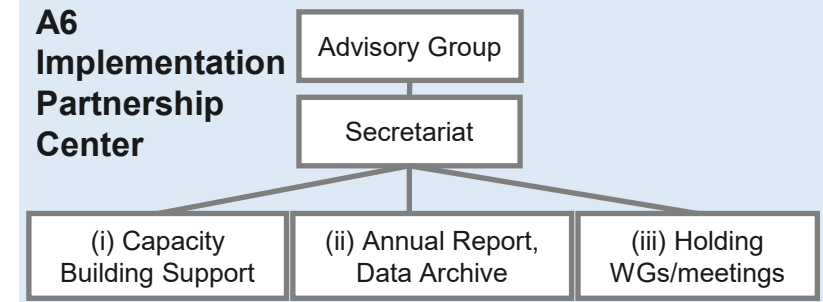 A6
Implementation
Partnership
Center
Advisory Group
Secretariat
(i) Capacity
Building Support
(ii) Annual Report,
Data Archive
(iii) Holding
WGs/meetings